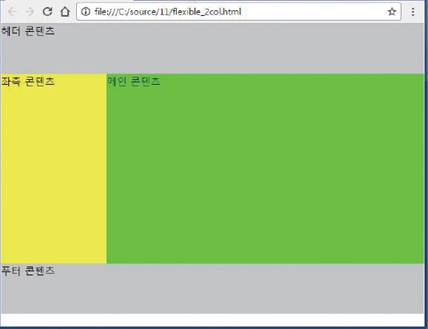 file:///C:/source/11/flexible_2col.html
헤더 콘텐츠
좌측 콘텐츠
메인 콘텐츠
푸터 콘텐츠